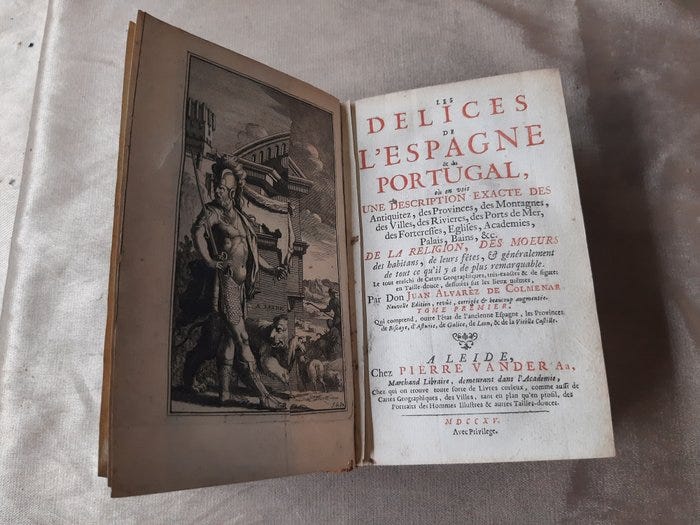 LES
DELICES
DE
L'ESPAGNE
& du
PORTUGAL,
où on voit
UNE DESCRIPTION EXACTE DES
Antiquitez, des Provinces, des Montagnes,
des Villes, des Rivieres, des Ports de Mer,
des Forteresses, Eglises, Academies,
Palais, Bains, &c.
DE LA RELIGION, DES MOEURS
des habitans, de leurs fêtes, & généralement
de tout ce qu'il y a de plus remarquable.
Le tout enrichi de Cartes Geographiques, très-exactes & de figures
en Taille-douce, dessinées sur les lieux mêmes,
Par Don JUAN ALVAREZ DE COLMENAR
Nouvelle Edition, revûë, corrigée & beaucoup augmentée.
TOME PREMIER.
Qui comprend, outre l'état de l'ancienne Espagne, les Provinces
de Biscaye, d'Asturie, de Galice, de Leon, & de la Vieille Castille.
A LEIDE,
Chez PIERRE VANDER Aa,
Marchand Libraire, demeurant dans l'Academie,
Chez qui on trouve toute sorte de Livres curieux, comme aussi de
Cartes Geographiques, des Villes, tant en plan qu'en profil, des
Portraits des Hommes Illustres & autres Tailles-douces.
MDCCXV.
Avec Privilege.